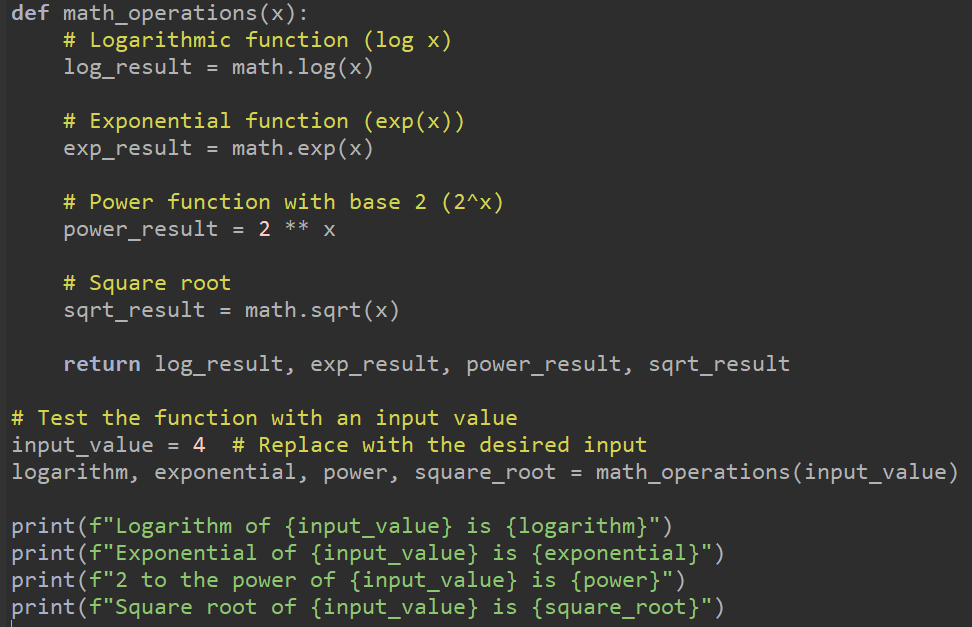 def math_operations(x):
    # Logarithmic function (log x)
    log_result = math.log(x)

    # Exponential function (exp(x))
    exp_result = math.exp(x)

    # Power function with base 2 (2^x)
    power_result = 2 ** x

    # Square root
    sqrt_result = math.sqrt(x)

    return log_result, exp_result, power_result, sqrt_result

# Test the function with an input value
input_value = 4  # Replace with the desired input
logarithm, exponential, power, square_root = math_operations(input_value)

print(f"Logarithm of {input_value} is {logarithm}")
print(f"Exponential of {input_value} is {exponential}")
print(f"2 to the power of {input_value} is {power}")
print(f"Square root of {input_value} is {square_root}")